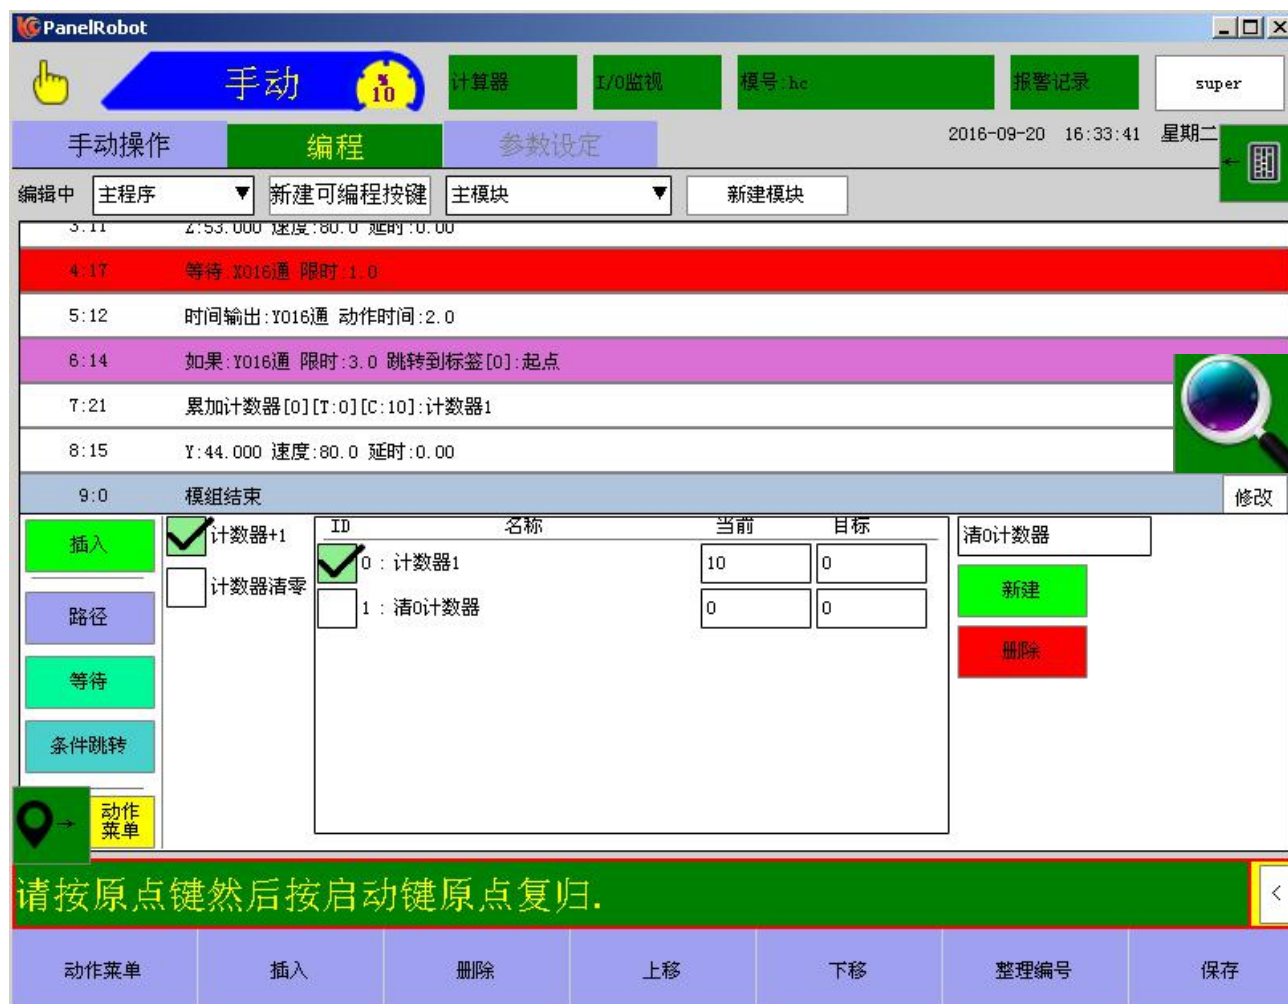 PanelRobot
手动 % 10 计算器 I/O监视 模号:hc 报警记录 super
手动操作 编程 参数设定 2016-09-20 16:33:41 星期二
编辑中 主程序 新建可编程按键 主模块 新建模块
3:11 Z:53.000 速度:80.0 延时:0.00
4:17 等待:X016通 限时:1.0
5:12 时间输出:Y016通 动作时间:2.0
6:14 如果:Y016通 限时:3.0 跳转到标签[0]:起点
7:21 累加计数器[0][T:0][C:10]:计数器1
8:15 Y:44.000 速度:80.0 延时:0.00
9:0 模组结束 修改
插入 计数器+1 ID 名称 当前 目标 清0计数器
0 : 计数器1 10 0
计数器清零 新建
1 : 清0计数器 0 0
路径 删除
等待
条件跳转
动作
菜单
请按原点键然后按启动键原点复归.
<
动作菜单 插入 删除 上移 下移 整理编号 保存